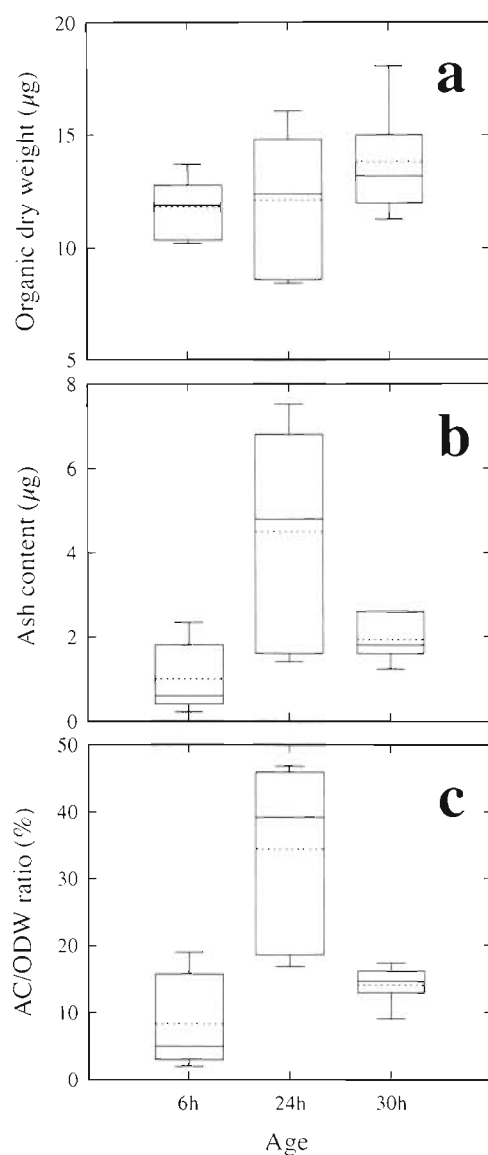 20
15
10
5
Organic dry weight (μg)
a
8
6
4
2
0
Ash content (μg)
b
50
40
30
20
10
0
AC/ODW ratio (%)
c
6h 24h 30h
Age